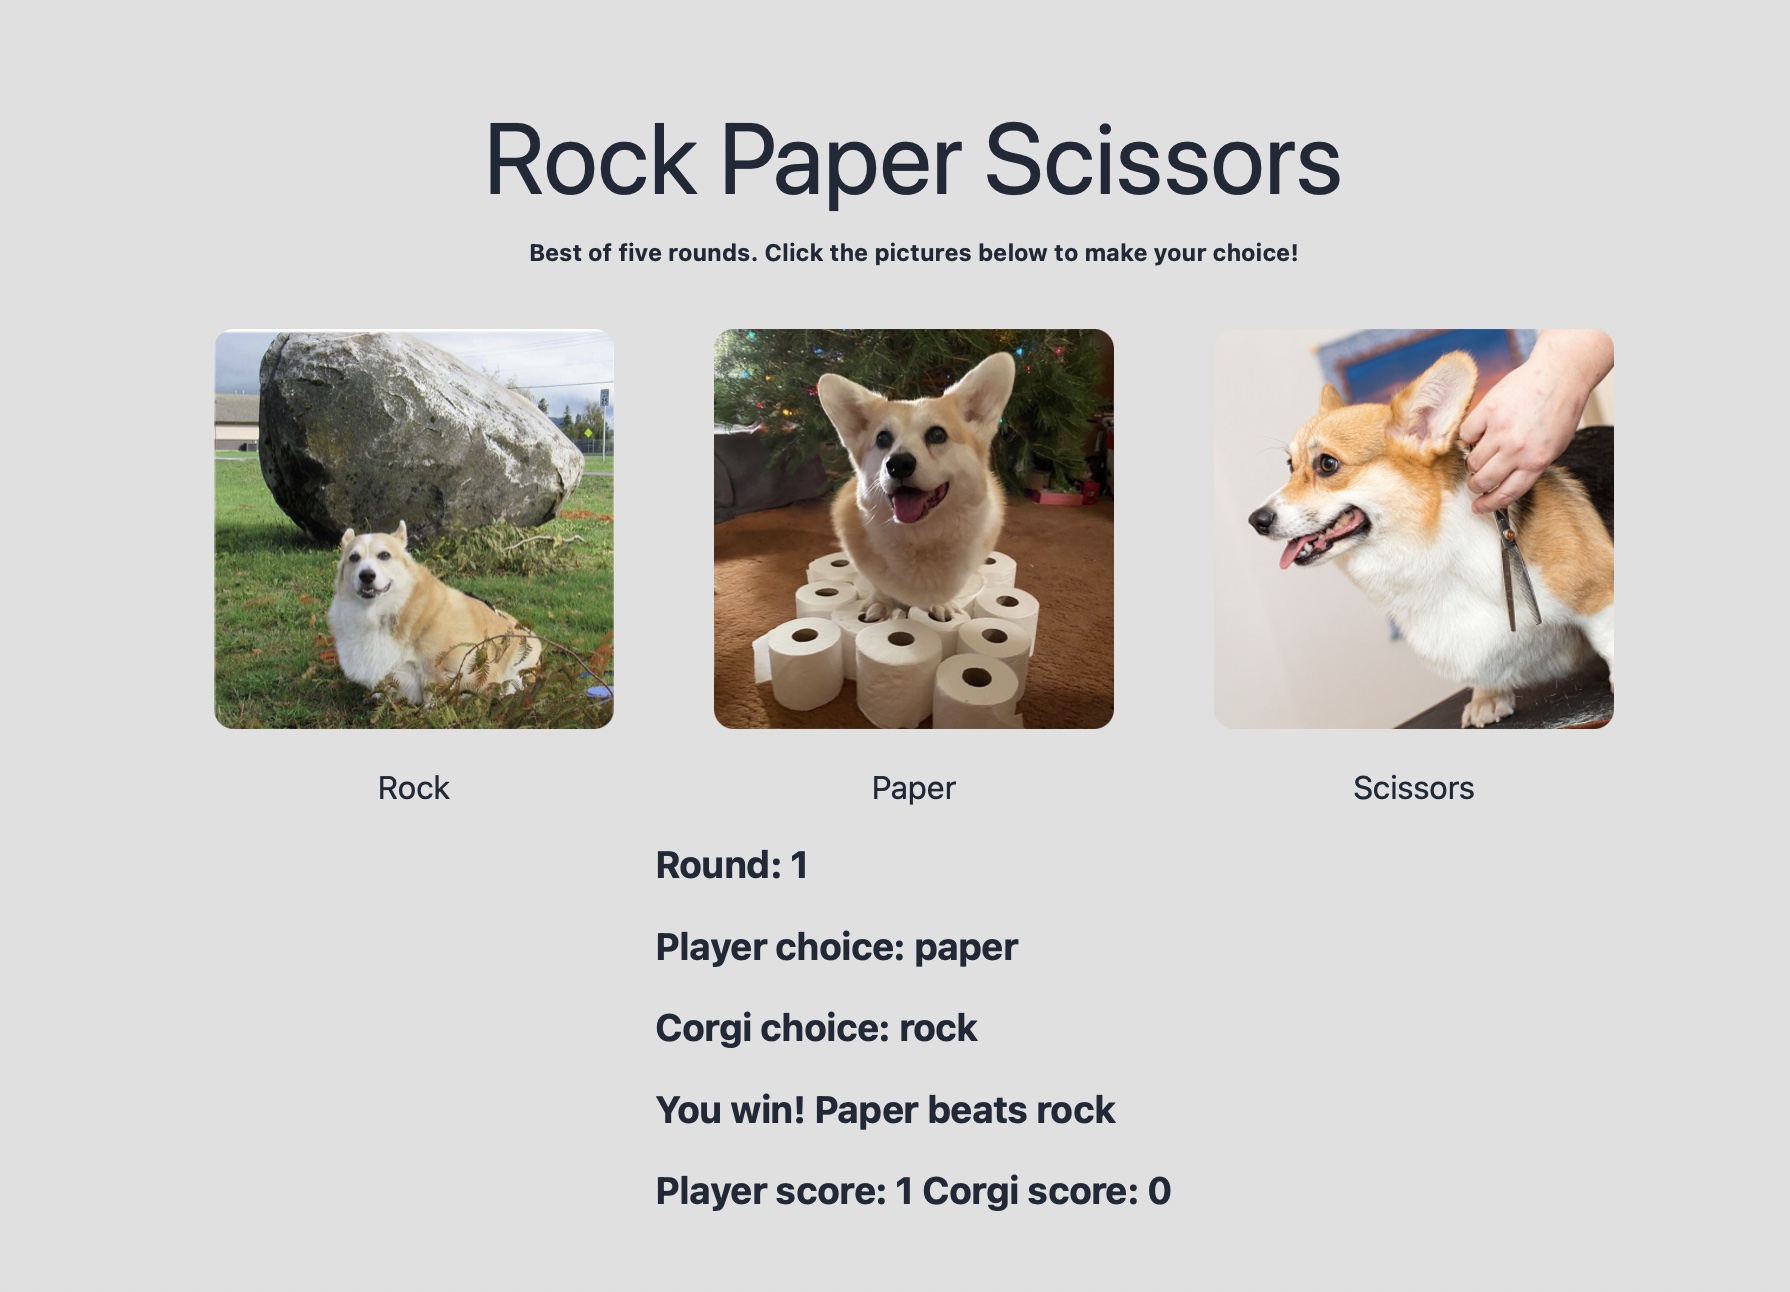 Rock Paper Scissors
Best of five rounds. Click the pictures below to make your choice!
Rock
Paper
Scissors
Round: 1
Player choice: paper
Corgi choice: rock
You win! Paper beats rock
Player score: 1 Corgi score: 0